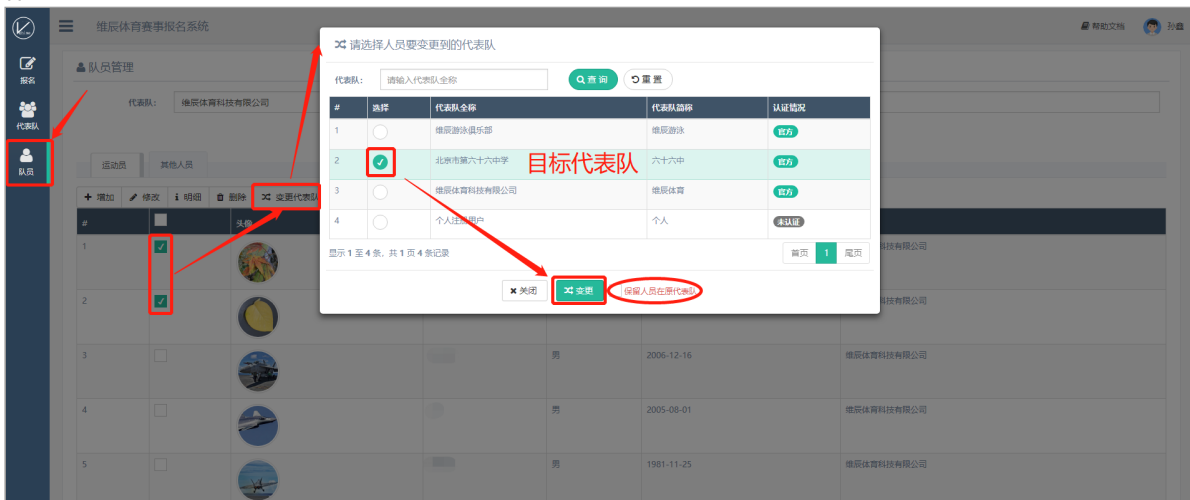 维辰体育赛事报名系统
帮助文档 孙鑫
报名
代表队
队员
队员管理
代表队: 维辰体育科技有限公司
运动员 其他人员
增加 修改 明细 删除 变更代表队
# 头像
1 科技有限公司
2 科技有限公司
3 男 2006-12-16 维辰体育科技有限公司
4 男 2005-08-01 维辰体育科技有限公司
5 男 1981-11-25 维辰体育科技有限公司
请选择人员要变更到的代表队
代表队: 请输入代表队全称 查询 重置
# 选择 代表队全称 代表队简称 认证情况
1 维辰游泳俱乐部 维辰游泳 官方
2 北京市第六十六中学 六十六中 官方
目标代表队
3 维辰体育科技有限公司 维辰体育 官方
4 个人注册用户 个人 未认证
显示 1 至 4 条，共 1 页 4 条记录
首页 1 尾页
关闭 变更 保留人员在原代表队